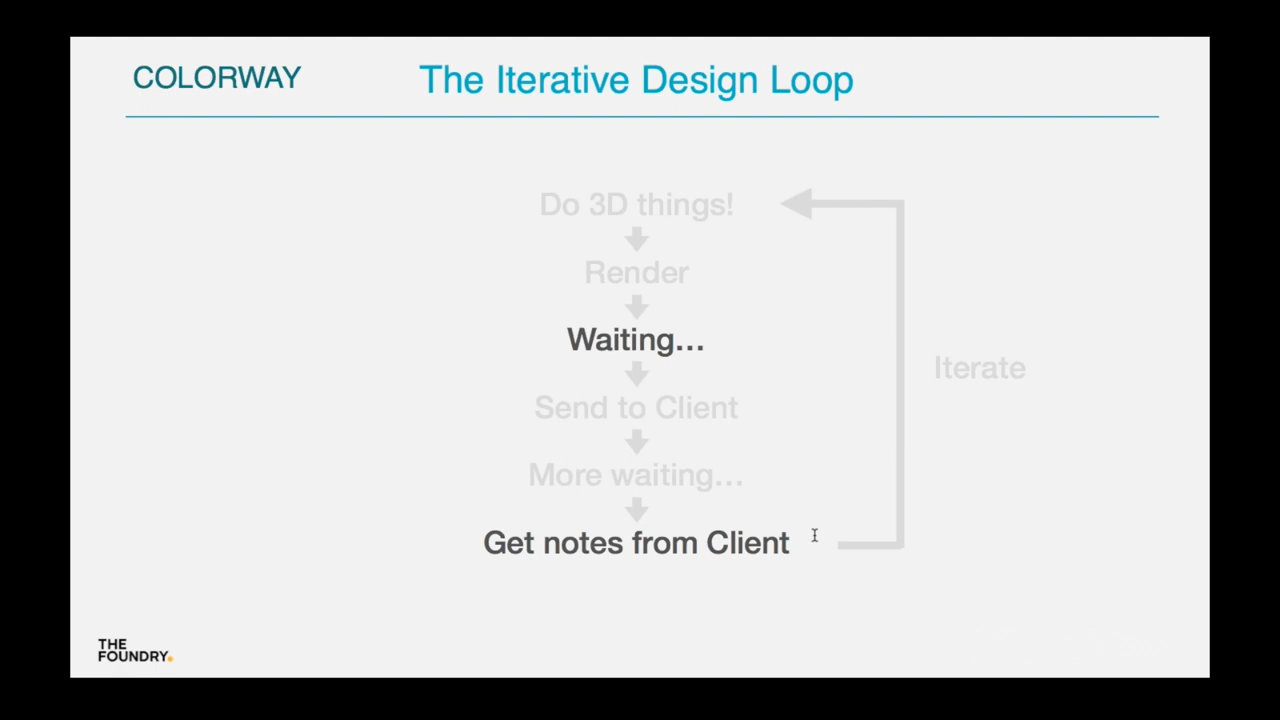 COLORWAY
The Iterative Design Loop
Do 3D things!
Render
Waiting...
Send to Client
More waiting...
Get notes from Client
Iterate
THE
FOUNDRY.